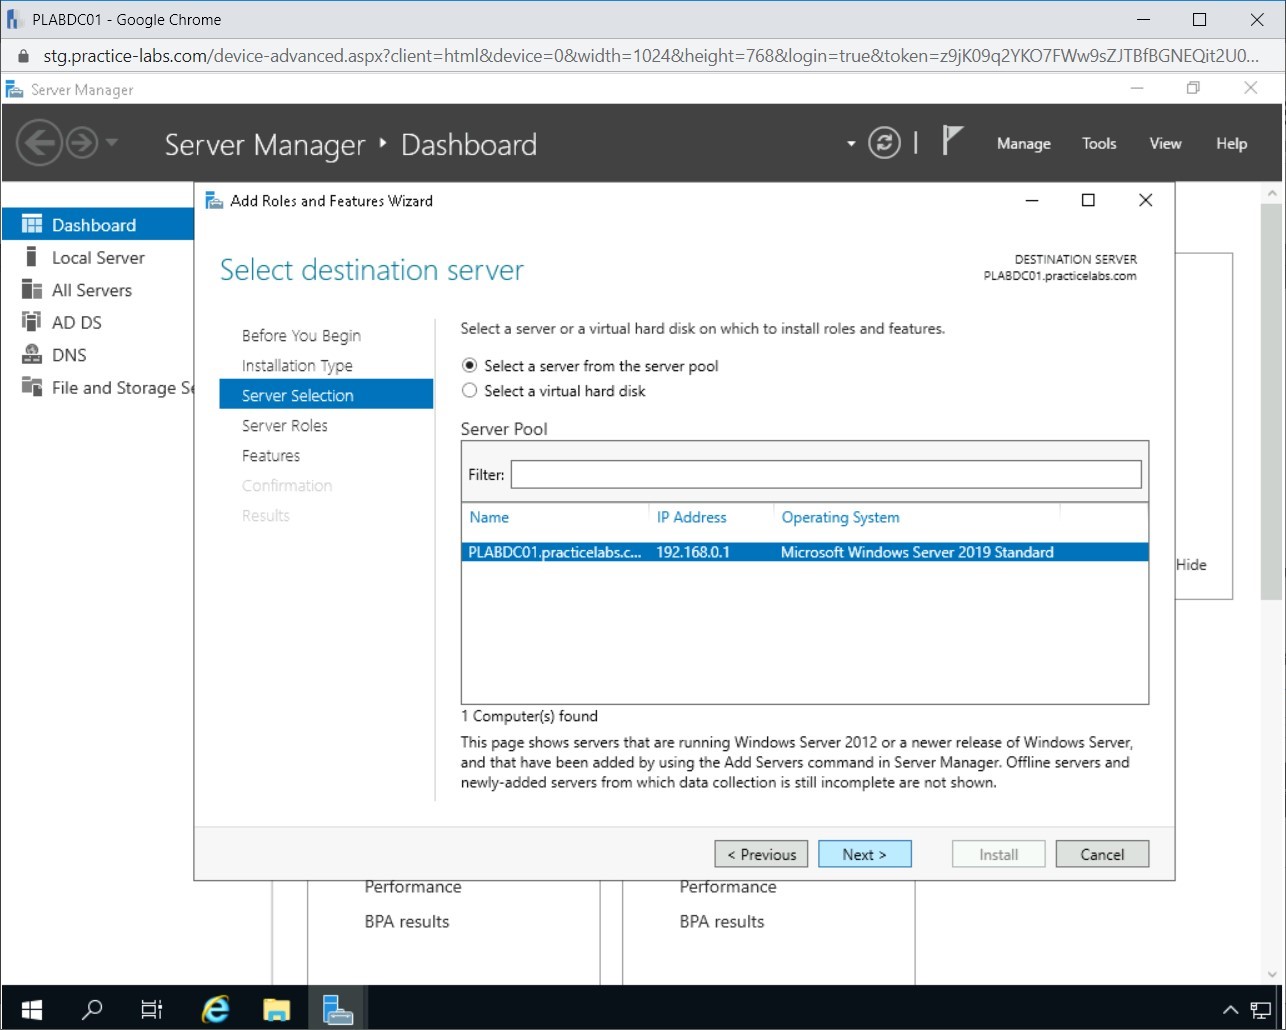 PLABDC01 - Google Chrome
stg.practice-labs.com/device-advanced.aspx?client=html&device=0&width=1024&height=768&login=true&token=z9jK09q2YKO7FWw9sZJTBfBGNEQit2U0...
Server Manager
Server Manager ‣ Dashboard
Manage Tools View Help
Dashboard
Local Server
All Servers
AD DS
DNS
File and Storage Se
Add Roles and Features Wizard
Select destination server
DESTINATION SERVER
PLABDC01.practicelabs.com
Before You Begin
Installation Type
Server Selection
Server Roles
Features
Confirmation
Results
Select a server or a virtual hard disk on which to install roles and features.
Select a server from the server pool
Select a virtual hard disk
Server Pool
Filter:
Name IP Address Operating System
PLABDC01.practicelabs.c... 192.168.0.1 Microsoft Windows Server 2019 Standard
1 Computer(s) found
This page shows servers that are running Windows Server 2012 or a newer release of Windows Server,
and that have been added by using the Add Servers command in Server Manager. Offline servers and
newly-added servers from which data collection is still incomplete are not shown.
< Previous Next > Install Cancel
Hide
Performance Performance
BPA results BPA results